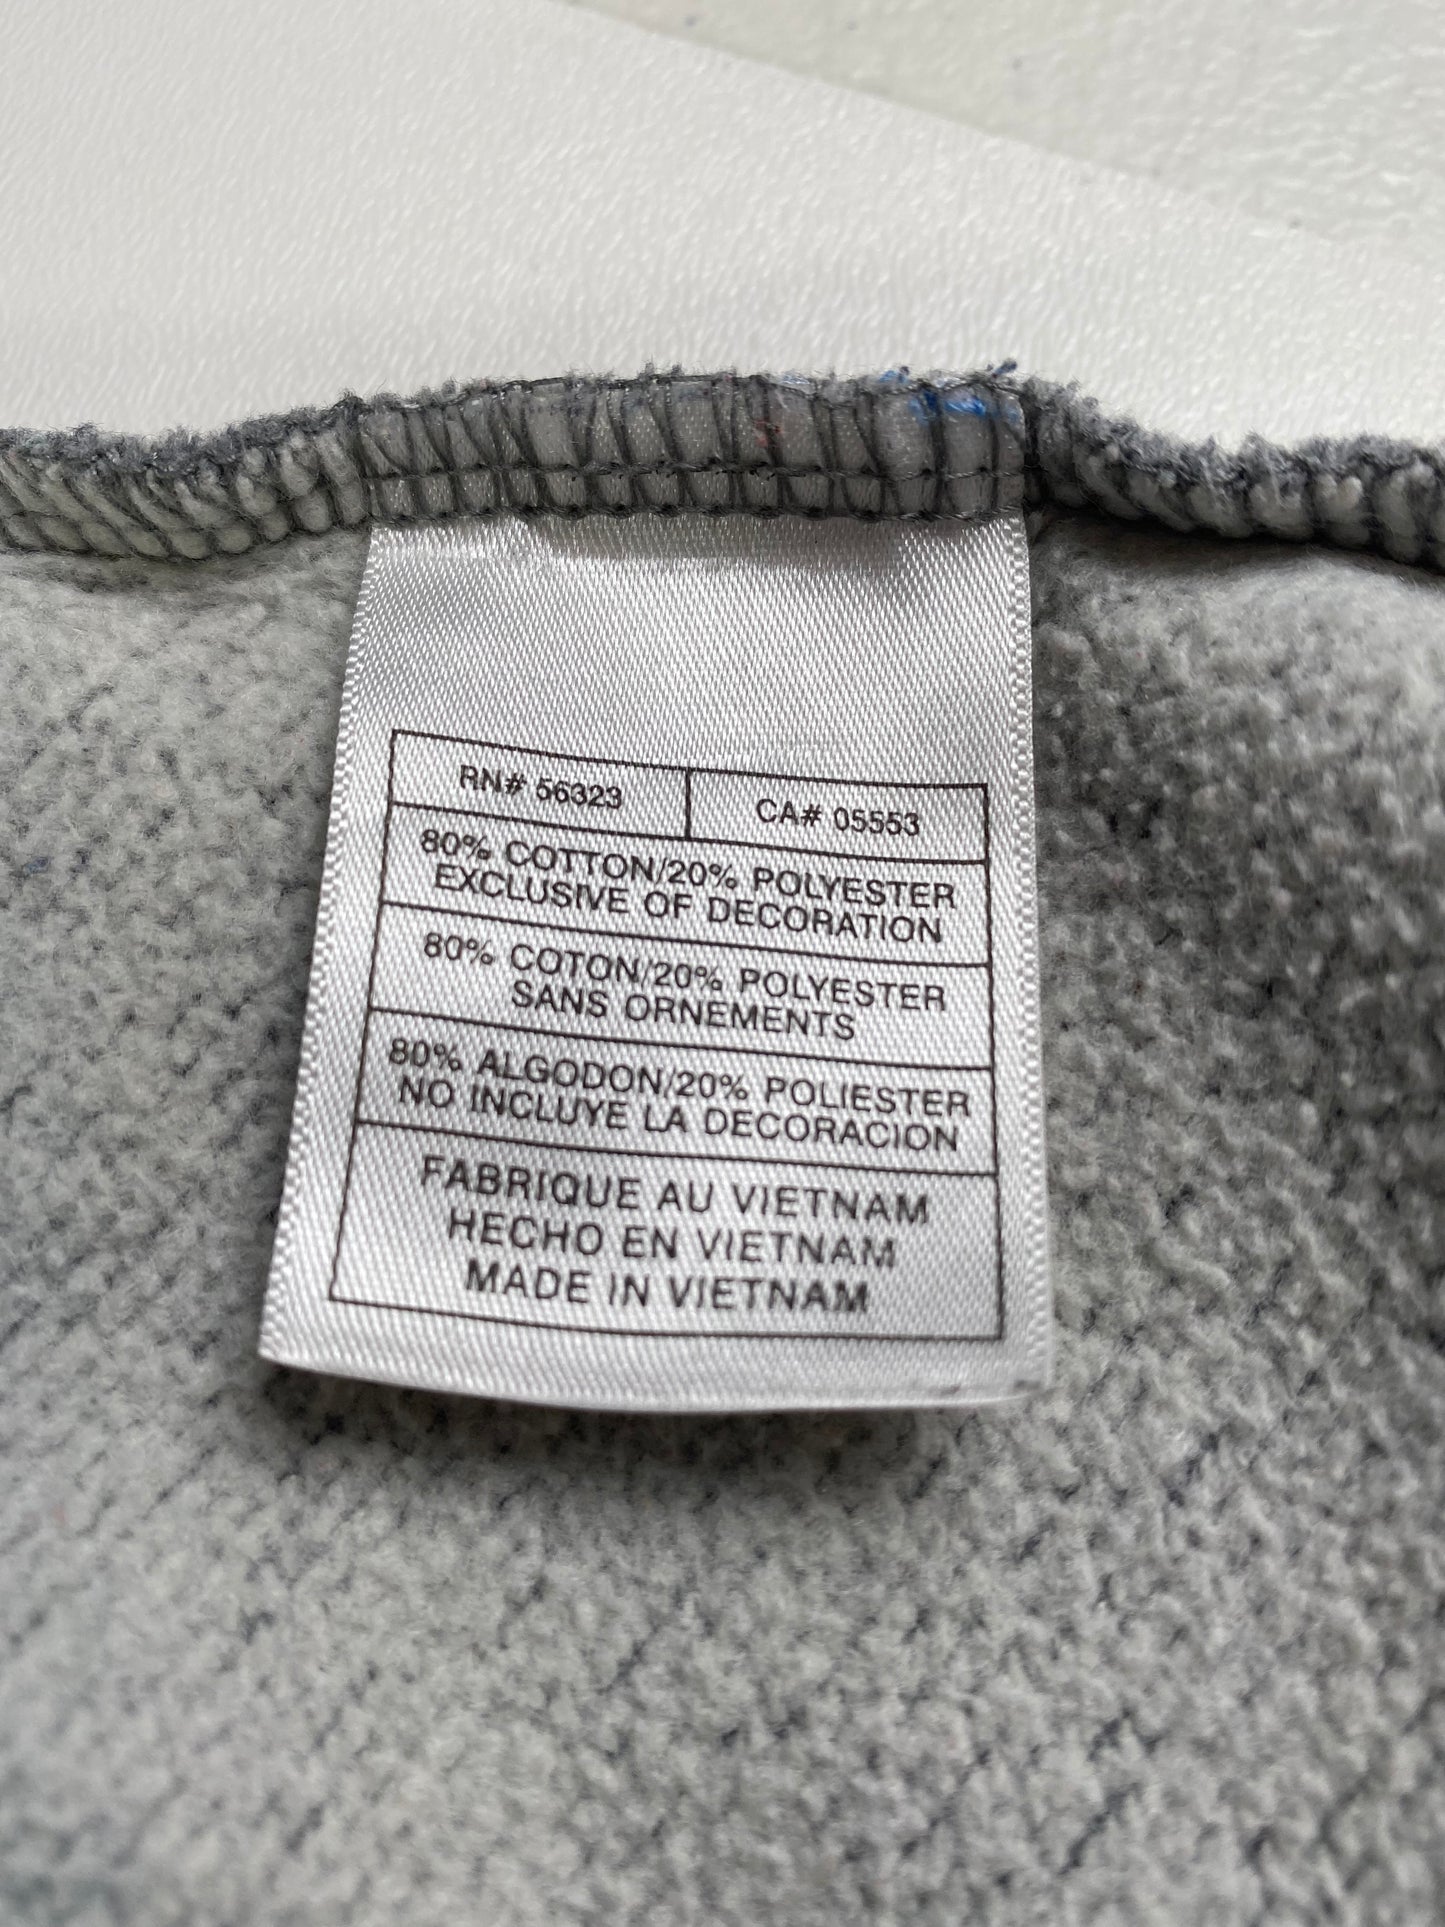 RN# 56323
CA# 05553
80% COTTON/20% POLYESTER
EXCLUSIVE OF DECORATION
80% COTON/20% POLYESTER
SANS ORNEMENTS
80% ALGODON/20% POLIESTER
NO INCLUYE LA DECORACION
FABRIQUE AU VIETNAM
HECHO EN VIETNAM
MADE IN VIETNAM